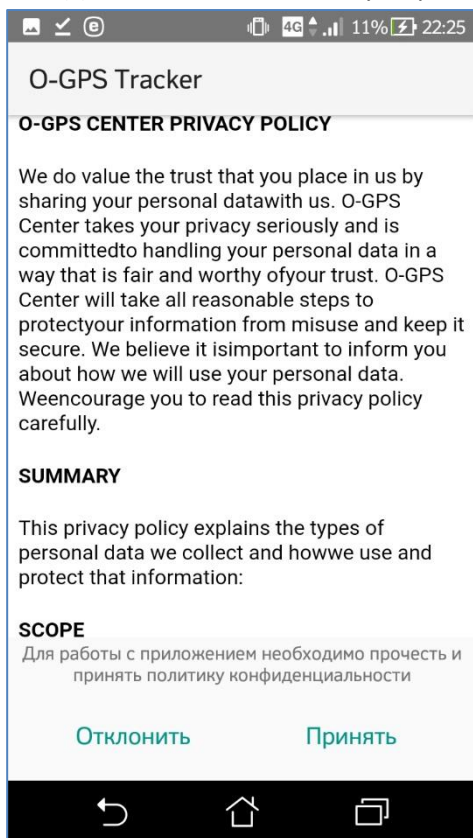 4G 11% 22:25
O-GPS Tracker
O-GPS CENTER PRIVACY POLICY
We do value the trust that you place in us by
sharing your personal datawith us. O-GPS
Center takes your privacy seriously and is
committedto handling your personal data in a
way that is fair and worthy ofyour trust. O-GPS
Center will take all reasonable steps to
protectyour information from misuse and keep it
secure. We believe it isimportant to inform you
about how we will use your personal data.
Weencourage you to read this privacy policy
carefully.
SUMMARY
This privacy policy explains the types of
personal data we collect and howwe use and
protect that information:
SCOPE
Для работы с приложением необходимо прочесть и
принять политику конфиденциальности
Отклонить Принять